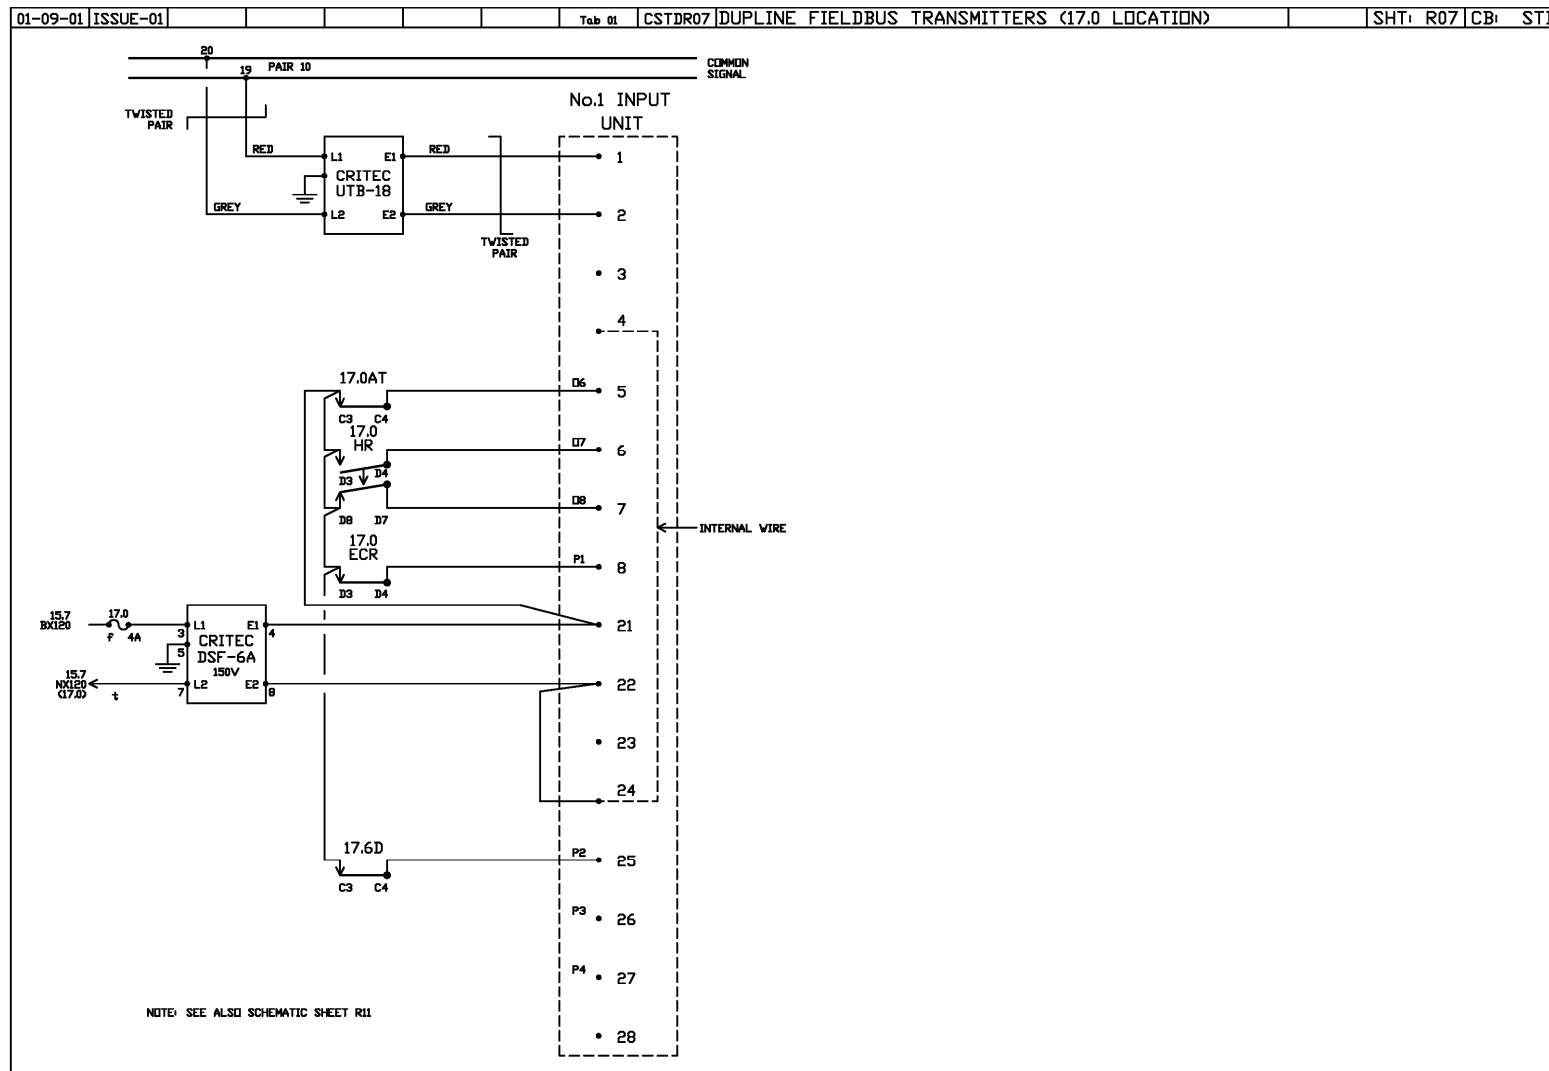 01-09-01 ISSUE-01 Tab 01 CSTDR07 DUPLINE FIELDBUS TRANSMITTERS (17.0 LOCATION) SHT: R07 CB:
20
19 PAIR 10
COMMON
SIGNAL
TWISTED
PAIR
No.1 INPUT
UNIT
RED L1 E1 RED 1
CRITEC
UTB-18
GREY L2 E2 GREY 2
TWISTED
PAIR
3
4
17.0AT
O6 5
C3 C4
17.0
HR
O7 6
D3 D4
O8 7
D8 D7
INTERNAL WIRE
17.0
ECR
P1 8
D3 D4
15.7
BX120
17.0
f 4A
3 L1 E1 4 21
5
CRITEC
DSF-6A
150V
15.7
NX120
(17.0)
t
7 L2 E2 8 22
23
24
17.6D
P2 25
C3 C4
P3 26
P4 27
NOTE: SEE ALSO SCHEMATIC SHEET R11
28